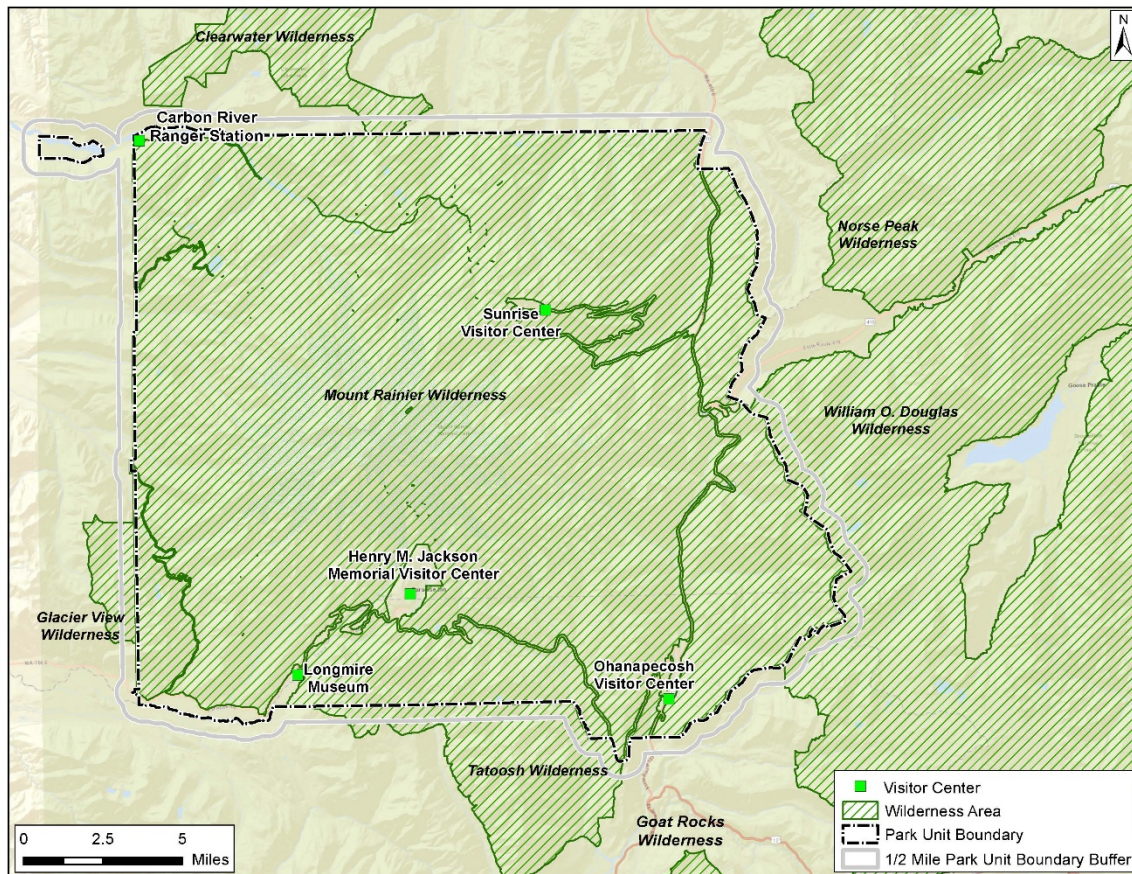 N
Clearwater Wilderness
Carbon River
Ranger Station
Norse Peak
Wilderness
Sunrise
Visitor Center
Mount Rainier Wilderness
Goose Prairie
William O. Douglas
Wilderness
Henry M. Jackson
Memorial Visitor Center
Glacier View
Wilderness
Longmire
Museum
Ohanapecosh
Visitor Center
Tatoosh Wilderness
Goat Rocks
Wilderness
Visitor Center
Wilderness Area
Park Unit Boundary
1/2 Mile Park Unit Boundary Buffer
0 2.5 5
Miles